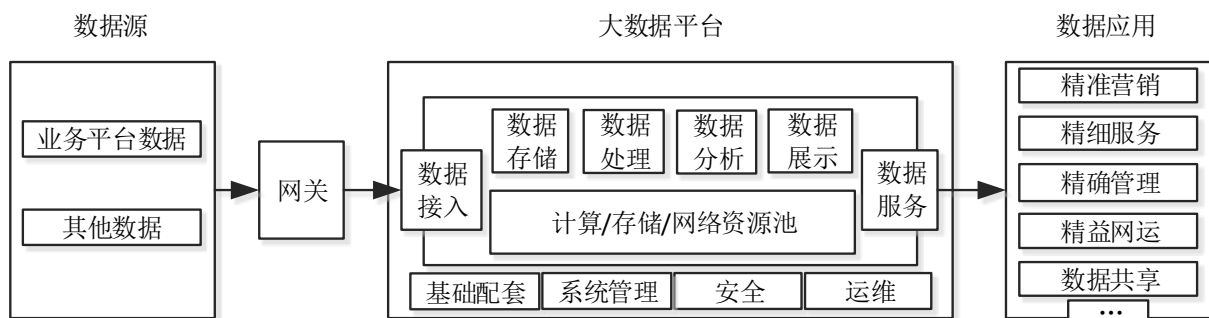 数据源
大数据平台
数据应用
业务平台数据
其他数据
网关
数据
接入
数据
存储
数据
处理
数据
分析
数据
展示
计算/存储/网络资源池
数据
服务
基础配套
系统管理
安全
运维
精准营销
精细服务
精确管理
精益网运
数据共享
...